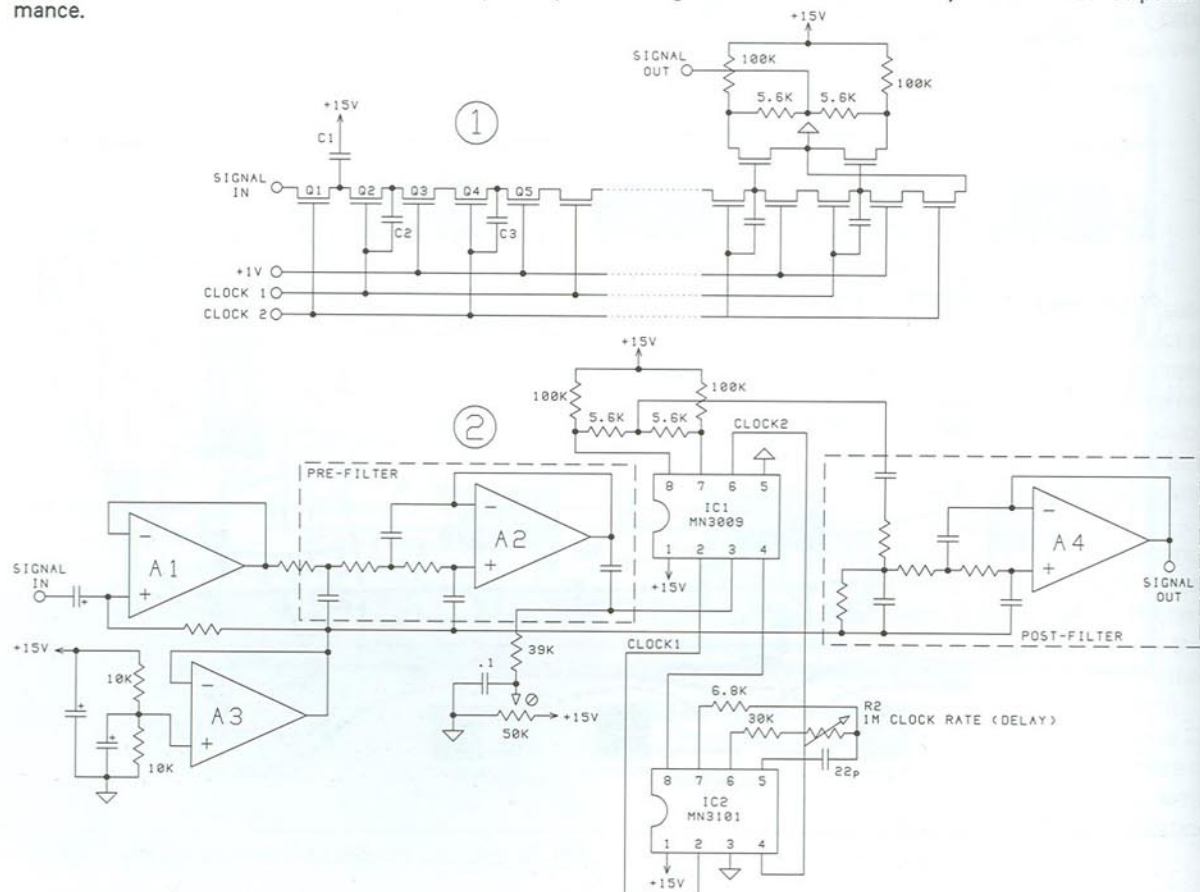 mance.
+15V
SIGNAL
OUT
100K
100K
5.6K 5.6K
+15V
C1
1
SIGNAL
IN
Q1 Q2 Q3 Q4 Q5
C2 C3
+1V
CLOCK 1
CLOCK 2
+15V
100K 100K
5.6K 5.6K
2
CLOCK2
PRE-FILTER
8 7 6 5
IC1
MN3009
1 2 3 4
+15V
A1
A2
A4
SIGNAL
IN
SIGNAL
OUT
POST-FILTER
CLOCK1
+15V
10K
A3
10K
39K
.1
Ø
50K
+15V
6.8K
30K
R2
1M CLOCK RATE (DELAY)
22p
8 7 6 5
IC2
MN3101
1 2 3 4
+15V